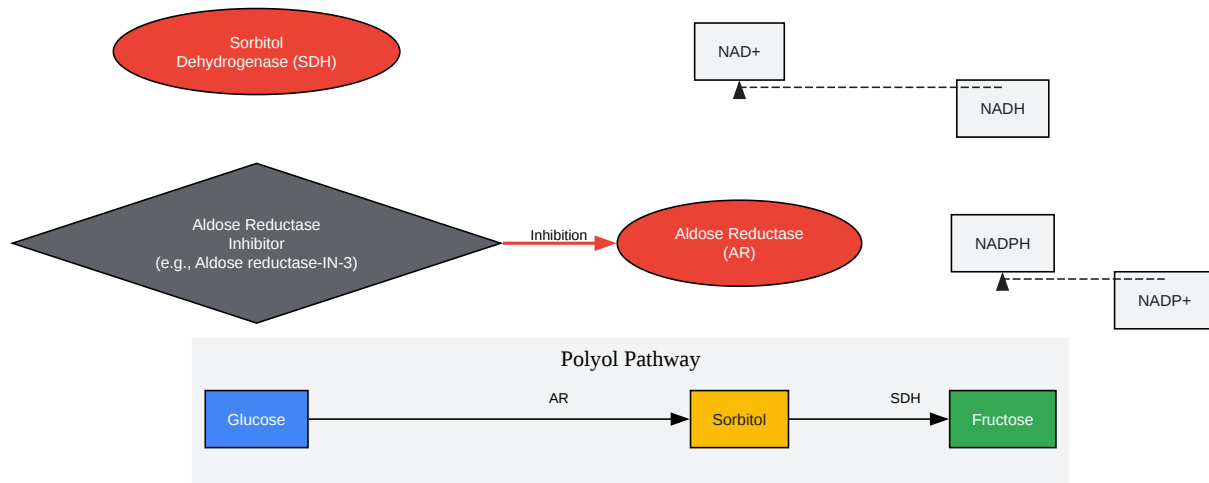 Sorbitol
Dehydrogenase (SDH)
NAD+
NADH
Aldose Reductase
Inhibitor
(e.g., Aldose reductase-IN-3)
Inhibition
Aldose Reductase
(AR)
NADPH
NADP+
Polyol Pathway
Glucose
AR
Sorbitol
SDH
Fructose